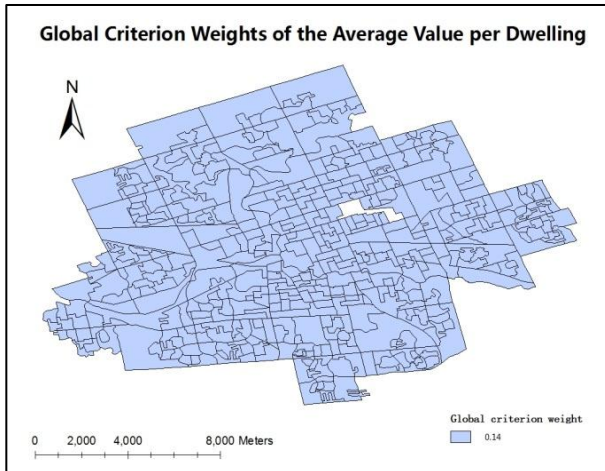 Global Criterion Weights of the Average Value per Dwelling
N
0 2,000 4,000 8,000 Meters
Global criterion weight
0.14